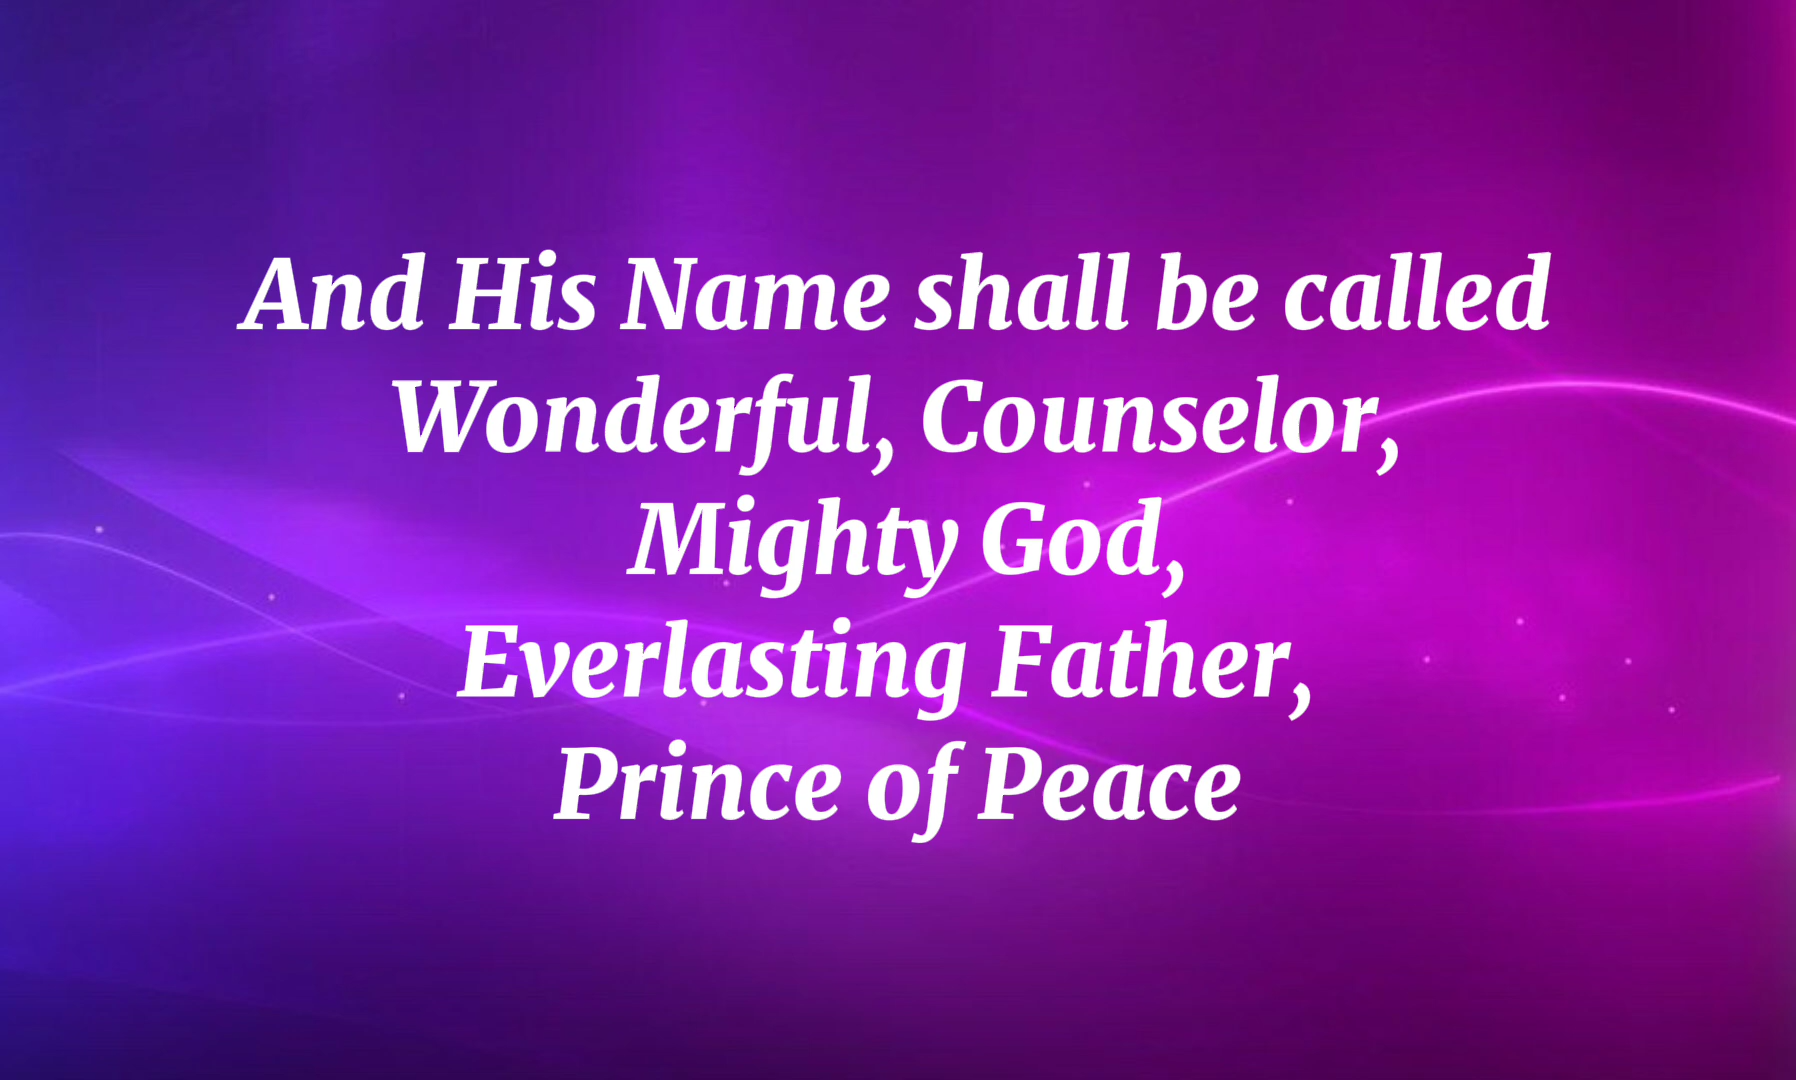 And His Name shall be called
Wonderful, Counselor,
Mighty God,
Everlasting Father,
Prince of Peace